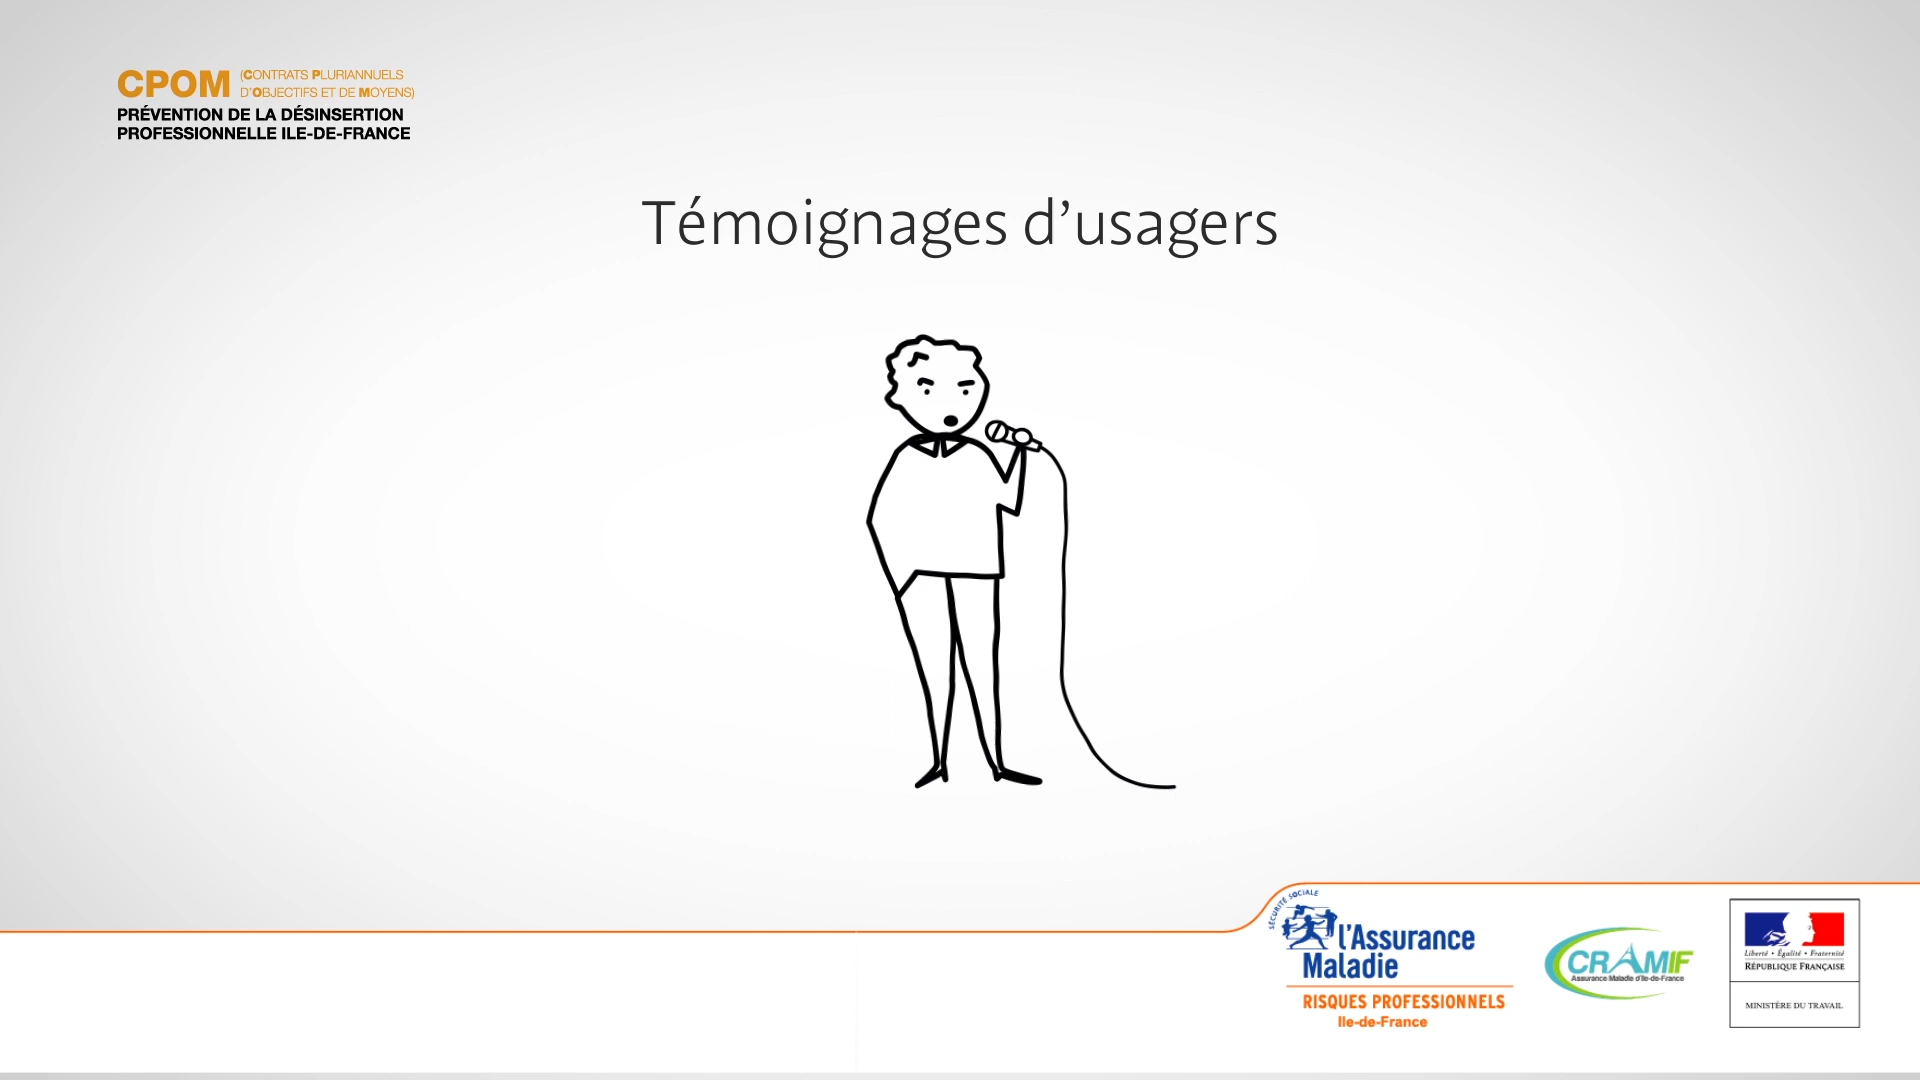 CPOM (CONTRATS PLURIANNUELS
D'OBJECTIFS ET DE MOYENS)
PRÉVENTION DE LA DÉSINSERTION
PROFESSIONNELLE ILE-DE-FRANCE
Témoignages d’usagers
SÉCURITÉ SOCIALE
l'Assurance
Maladie
RISQUES PROFESSIONNELS
Ile-de-France
CRAMIF
Assurance Maladie d'Ile-de-France
Liberté • Égalité • Fraternité
RÉPUBLIQUE FRANÇAISE
MINISTÈRE DU TRAVAIL